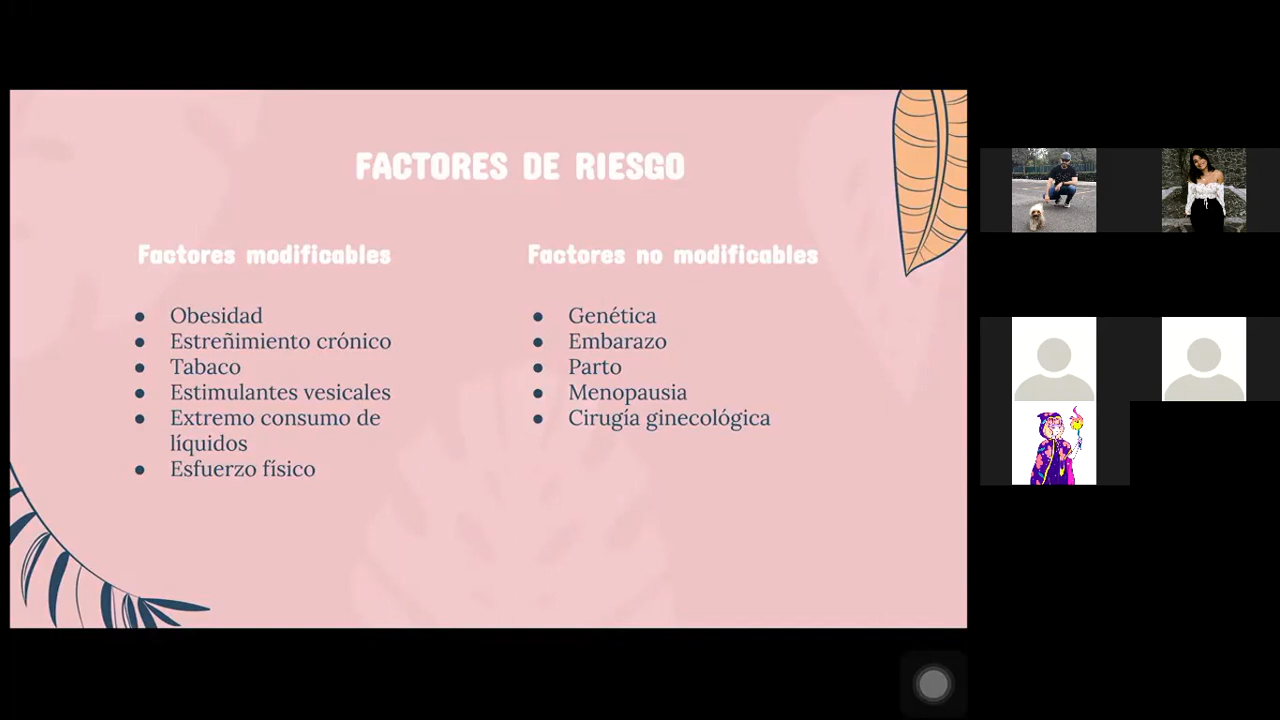 FACTORES DE RIESGO
Factores modificables
● Obesidad
● Estreñimiento crónico
● Tabaco
● Estimulantes vesicales
● Extremo consumo de
líquidos
● Esfuerzo físico
Factores no modificables
● Genética
● Embarazo
● Parto
● Menopausia
● Cirugía ginecológica